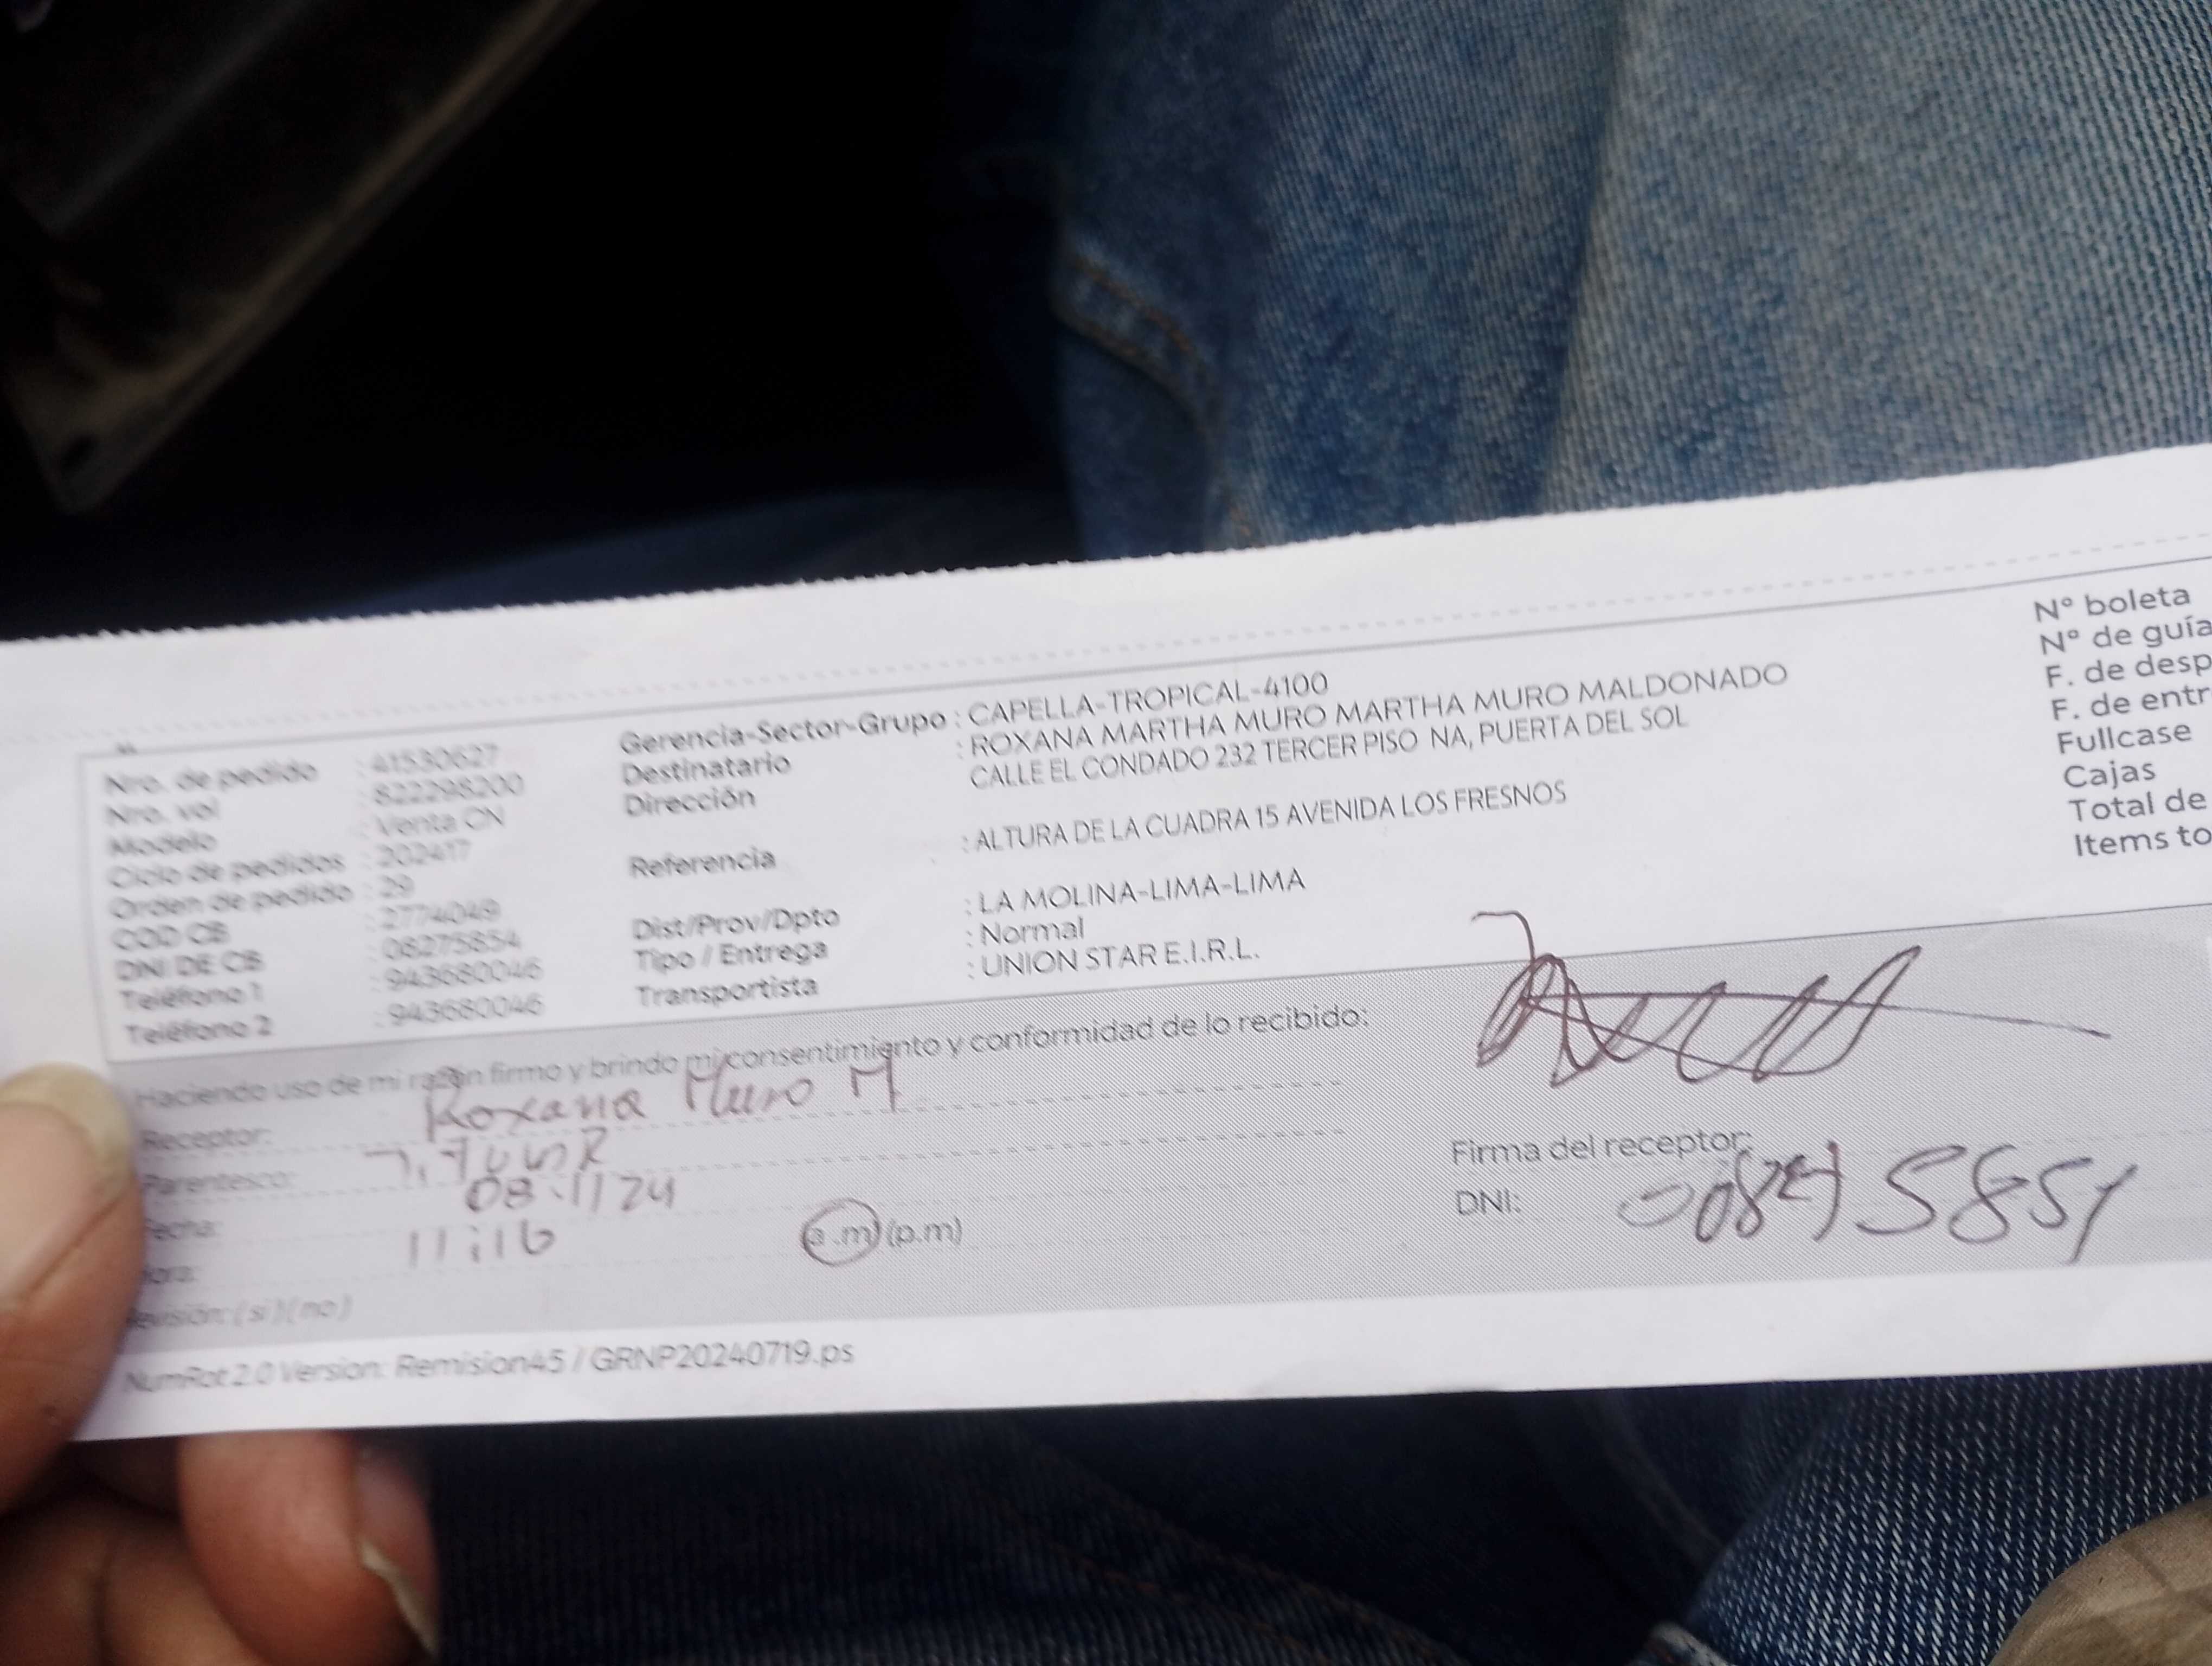 Nro. de pedido : 41530627
Nro. vol : 822298200
Modelo : Venta CN
Ciclo de pedidos : 202417
Orden de pedido : 29
COD CB : 2774049
DNI DE CB : 08275854
Teléfono 1 : 943680046
Teléfono 2 : 943680046
Gerencia-Sector-Grupo : CAPELLA-TROPICAL-4100
Destinatario : ROXANA MARTHA MURO MARTHA MURO MALDONADO
Dirección CALLE EL CONDADO 232 TERCER PISO NA, PUERTA DEL SOL
Referencia : ALTURA DE LA CUADRA 15 AVENIDA LOS FRESNOS
Dist/Prov/Dpto : LA MOLINA-LIMA-LIMA
Tipo / Entrega : Normal
Transportista : UNION STAR E.I.R.L.
N° boleta
N° de guía
F. de desp
F. de entr
Fullcase
Cajas
Total de
Items to
Haciendo uso de mi razón firmo y brindo mi consentimiento y conformidad de lo recibido:
Receptor: Roxana Muro M
Parentesco:
echa: 08.11 24
ora: 11:16 (a.m) (p.m)
evisión: (si) (no)
Firma del receptor:
DNI:
NumRot 2.0 Version: Remision45 / GRNP20240719.ps